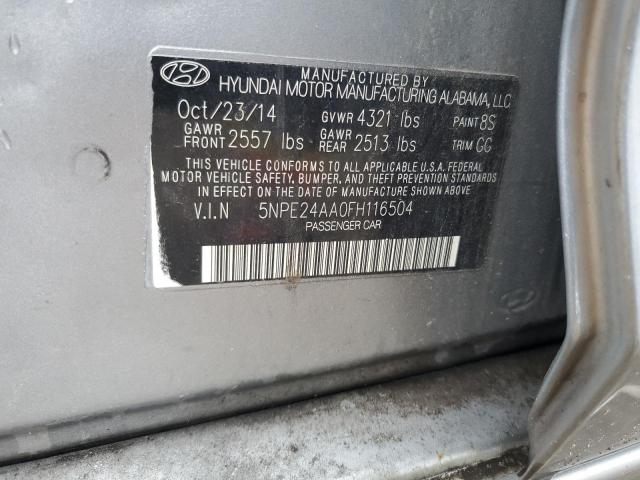 MANUFACTURED BY
HYUNDAI MOTOR MANUFACTURING ALABAMA, LLC
Oct/23/14 GVWR 4321 lbs PAINT 8S
GAWR FRONT 2557 lbs GAWR REAR 2513 lbs TRIM GG
THIS VEHICLE CONFORMS TO ALL APPLICABLE U.S.A. FEDERAL
MOTOR VEHICLE SAFETY, BUMPER, AND THEFT PREVENTION
STANDARDS IN EFFECT ON THE DATE OF MANUFACTURE SHOWN ABOVE.
V.I.N 5NPE24AA0FH116504
PASSENGER CAR